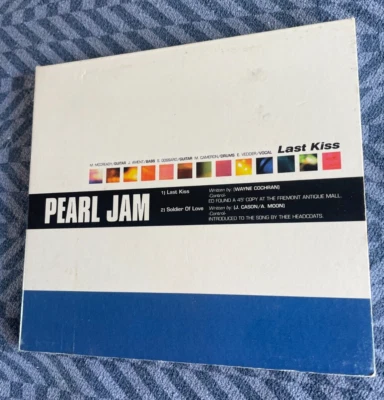 M. MCCREADY/GUITAR J. AMENT/BASS S. GOSSARD/GUITAR M. CAMERON/DRUMS E. VEDDER/VOCAL
Last Kiss
PEARL JAM
1) Last Kiss
Written by: (WAYNE COCHRAN)
Control:
ED FOUND A 45' COPY AT THE FREMONT ANTIQUE MALL.
2) Soldier Of Love
Written by: (J. CASON/A. MOON)
Control:
INTRODUCED TO THE SONG BY THEE HEADCOATS.